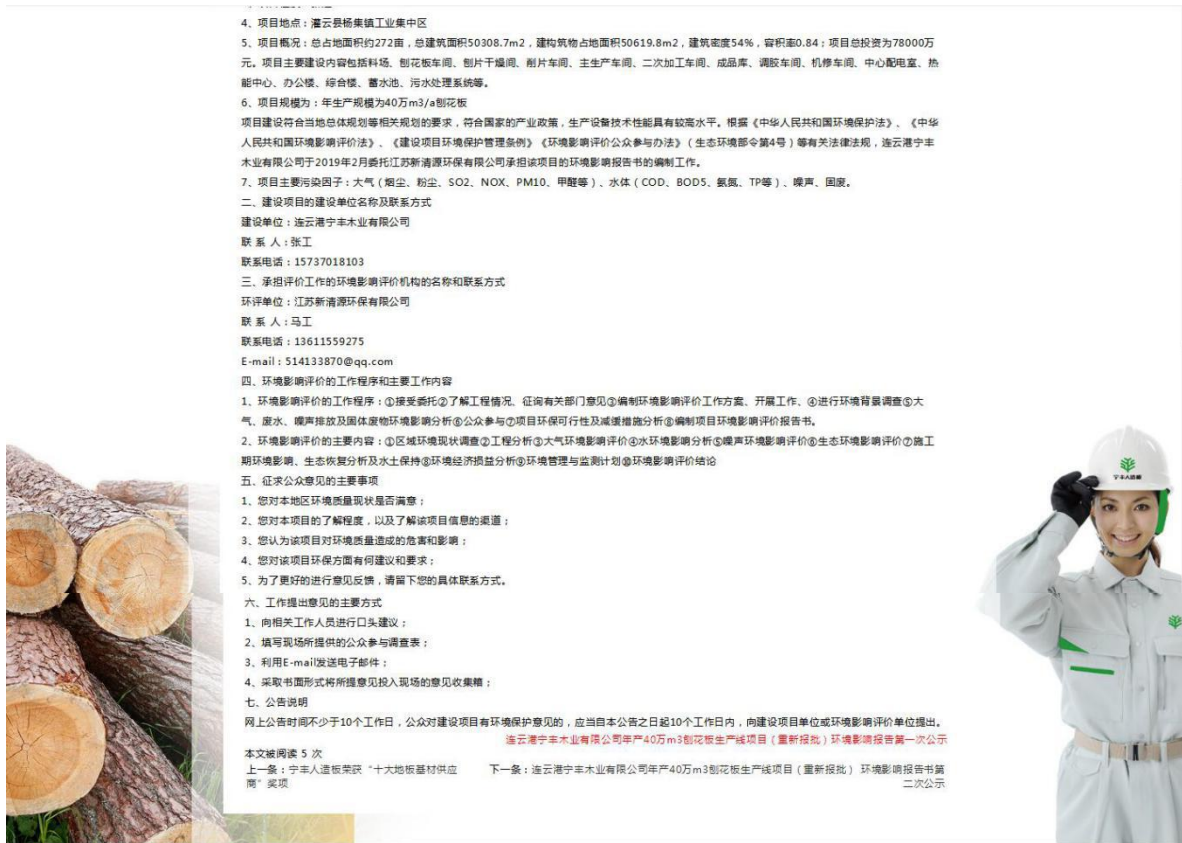 4、项目地点：灌云县杨集镇工业集中区
5、项目概况：总占地面积约272亩，总建筑面积50308.7m2，建构筑物占地面积50619.8m2，建筑密度54%，容积率0.84；项目总投资为78000万
元。项目主要建设内容包括料场、刨花板车间、刨片干燥间、削片车间、主生产车间、二次加工车间、成品库、调胶车间、机修车间、中心配电室、热
能中心、办公楼、综合楼、蓄水池、污水处理系统等。
6、项目规模为：年生产规模为40万m3/a刨花板
项目建设符合当地总体规划等相关规划的要求，符合国家的产业政策，生产设备技术性能具有较高水平。根据《中华人民共和国环境保护法》、《中华
人民共和国环境影响评价法》、《建设项目环境保护管理条例》《环境影响评价公众参与办法》（生态环境部令第4号）等有关法律法规，连云港宁丰
木业有限公司于2019年2月委托江苏新清源环保有限公司承担该项目的环境影响报告书的编制工作。
7、项目主要污染因子：大气（烟尘、粉尘、SO2、NOX、PM10、甲醛等）、水体（COD、BOD5、氨氮、TP等）、噪声、固废。
二、建设项目的建设单位名称及联系方式
建设单位：连云港宁丰木业有限公司
联 系 人：张工
联系电话：15737018103
三、承担评价工作的环境影响评价机构的名称和联系方式
环评单位：江苏新清源环保有限公司
联 系 人：马工
联系电话：13611559275
E-mail：514133870@qq.com
四、环境影响评价的工作程序和主要工作内容
1、环境影响评价的工作程序：①接受委托②了解工程情况、征询有关部门意见③编制环境影响评价工作方案、开展工作、④进行环境背景调查⑤大
气、废水、噪声排放及固体废物环境影响分析⑥公众参与⑦项目环保可行性及减缓措施分析⑧编制项目环境影响评价报告书。
2、环境影响评价的主要内容：①区域环境现状调查②工程分析③大气环境影响评价④水环境影响分析⑤噪声环境影响评价⑥生态环境影响评价⑦施工
期环境影响、生态恢复分析及水土保持⑧环境经济损益分析⑨环境管理与监测计划⑩环境影响评价结论
五、征求公众意见的主要事项
1、您对本地区环境质量现状是否满意；
2、您对本项目的了解程度，以及了解该项目信息的渠道；
3、您认为该项目对环境质量造成的危害和影响；
4、您对该项目环保方面有何建议和要求；
5、为了更好的进行意见反馈，请留下您的具体联系方式。
六、工作提出意见的主要方式
1、向相关工作人员进行口头建议；
2、填写现场所提供的公众参与调查表；
3、利用E-mail发送电子邮件；
4、采取书面形式将所提意见投入现场的意见收集箱；
七、公告说明
网上公告时间不少于10个工作日，公众对建设项目有环境保护意见的，应当自本公告之日起10个工作日内，向建设项目单位或环境影响评价单位提出。
连云港宁丰木业有限公司年产40万m3刨花板生产线项目（重新报批）环境影响报告第一次公示
本文被阅读 5 次
上一条：宁丰人造板荣获“十大地板基材供应
商”奖项
下一条：连云港宁丰木业有限公司年产40万m3刨花板生产线项目（重新报批） 环境影响报告书第
二次公示
宁丰人造板